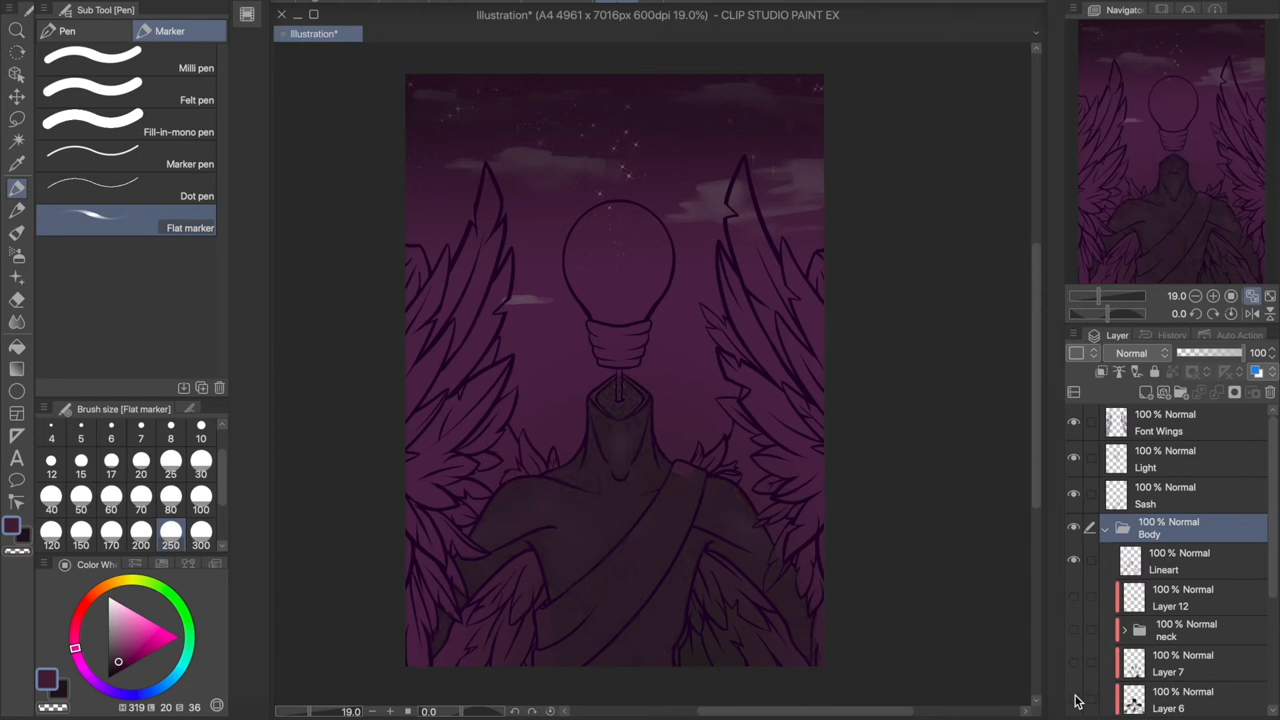 Sub Tool [Pen]
Pen
Marker
Milli pen
Felt pen
Fill-in-mono pen
Marker pen
Dot pen
Flat marker
Brush size [Flat marker]
4 5 6 7 8 10
12 15 17 20 25 30
40 50 60 70 80 100
120 150 170 200 250 300
Color Wh
H 319 L 20 S 36
Illustration* (A4 4961 x 7016px 600dpi 19.0%) - CLIP STUDIO PAINT EX
Illustration*
19.0
0.0
Navigato
19.0
0.0
Layer
History
Auto Action
Normal
100
100 % Normal
Font Wings
100 % Normal
Light
100 % Normal
Sash
100 % Normal
Body
100 % Normal
Lineart
100 % Normal
Layer 12
100 % Normal
neck
100 % Normal
Layer 7
100 % Normal
Layer 6